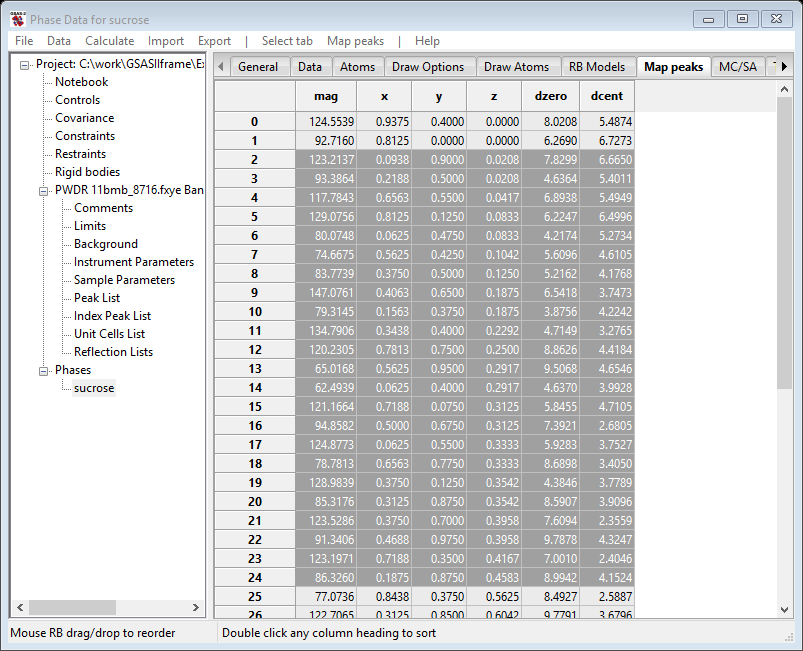 GSAS-II
Phase Data for sucrose
File Data Calculate Import Export | Select tab Map peaks | Help
Project: C:\work\GSASIIframe\Ex
Notebook
Controls
Covariance
Constraints
Restraints
Rigid bodies
PWDR 11bmb_8716.fxye Ban
Comments
Limits
Background
Instrument Parameters
Sample Parameters
Peak List
Index Peak List
Unit Cells List
Reflection Lists
Phases
sucrose
General Data Atoms Draw Options Draw Atoms RB Models Map peaks MC/SA
mag x y z dzero dcent
0 124.5539 0.9375 0.4000 0.0000 8.0208 5.4874
1 92.7160 0.8125 0.0000 0.0000 6.2690 6.7273
2 123.2137 0.0938 0.9000 0.0208 7.8299 6.6650
3 93.3864 0.2188 0.5000 0.0208 4.6364 5.4011
4 117.7843 0.6563 0.5500 0.0417 6.8938 5.4949
5 129.0756 0.8125 0.1250 0.0833 6.2247 6.4996
6 80.0748 0.0625 0.4750 0.0833 4.2174 5.2734
7 74.6675 0.5625 0.4250 0.1042 5.6096 4.6105
8 83.7739 0.3750 0.5000 0.1250 5.2162 4.1768
9 147.0761 0.4063 0.6500 0.1875 6.5418 3.7473
10 79.3145 0.1563 0.3750 0.1875 3.8756 4.2242
11 134.7906 0.3438 0.4000 0.2292 4.7149 3.2765
12 120.2305 0.7813 0.7500 0.2500 8.8626 4.4184
13 65.0168 0.5625 0.9500 0.2917 9.5068 4.6546
14 62.4939 0.0625 0.4000 0.2917 4.6370 3.9928
15 121.1664 0.7188 0.0750 0.3125 5.8455 4.7105
16 94.8582 0.5000 0.6750 0.3125 7.3921 2.6805
17 124.8773 0.0625 0.5500 0.3333 5.9283 3.7527
18 78.7813 0.6563 0.7750 0.3333 8.6898 3.4050
19 128.9839 0.3750 0.1250 0.3542 4.3846 3.7789
20 85.3176 0.3125 0.8750 0.3542 8.5907 3.9096
21 123.5286 0.3750 0.7000 0.3958 7.6094 2.3559
22 91.3406 0.4688 0.9750 0.3958 9.7878 4.3247
23 123.1971 0.7188 0.3500 0.4167 7.0010 2.4046
24 86.3260 0.1875 0.8750 0.4583 8.9942 4.1524
25 77.0736 0.8438 0.3750 0.5625 8.4927 2.5887
26 122.7065 0.3125 0.8500 0.6042 9.7791 3.6796
Mouse RB drag/drop to reorder
Double click any column heading to sort